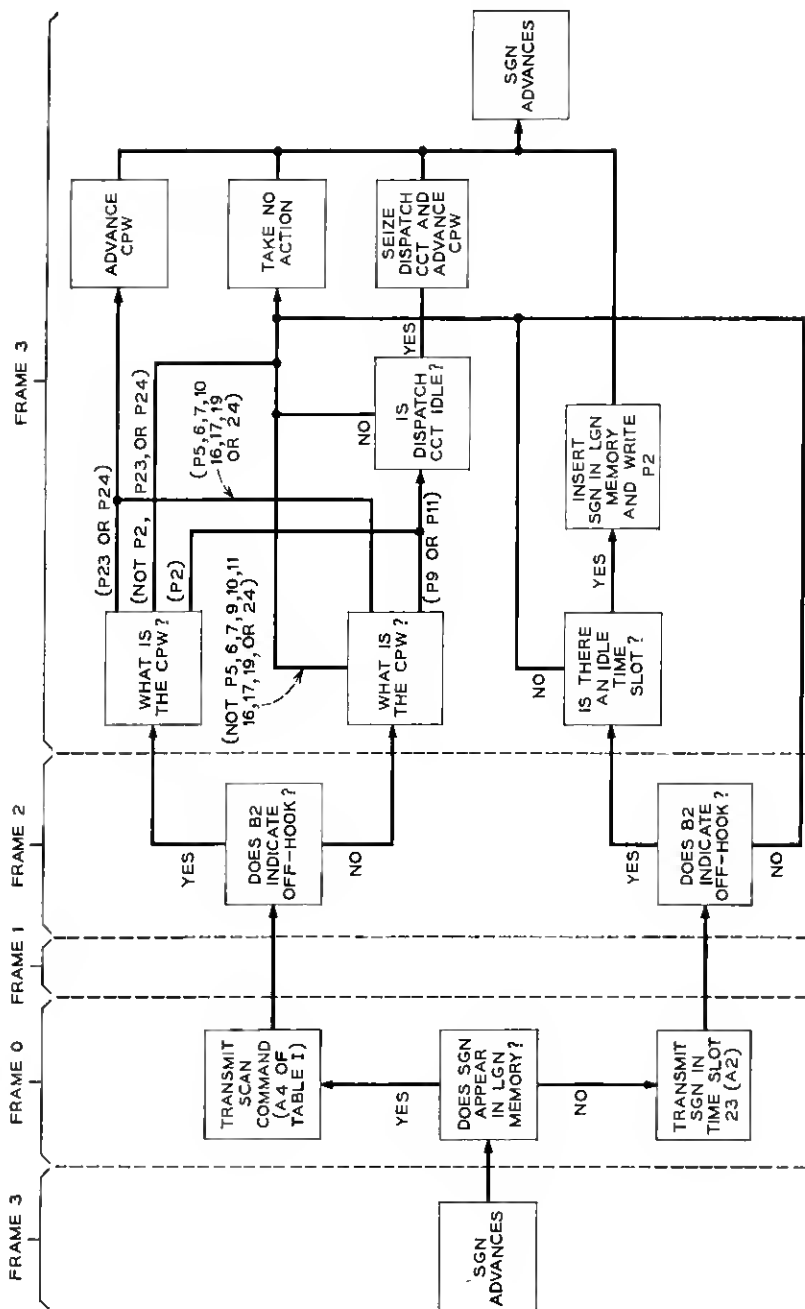 FRAME 3
FRAME 0
FRAME 1
FRAME 2
FRAME 3
SGN
ADVANCES
TRANSMIT
SCAN
COMMAND
(A4 OF
TABLE I)
YES
DOES SGN
APPEAR
IN LGN
MEMORY?
NO
TRANSMIT
SGN IN
TIME SLOT
23 (A2)
YES
DOES B2
INDICATE
OFF-HOOK?
NO
YES
DOES B2
INDICATE
OFF-HOOK?
NO
WHAT IS
THE CPW?
(P23 OR P24)
(NOT P2, P23, OR P24)
(P2)
(P5,6,7,10
16,17,19
OR 24)
WHAT IS
THE CPW?
(NOT P5,6,7,9,10,11
16,17,19, OR 24)
(P9 OR P11)
NO
IS
DISPATCH
CCT IDLE?
YES
NO
IS THERE
AN IDLE
TIME
SLOT?
YES
INSERT
SGN IN LGN
MEMORY
AND WRITE
P2
ADVANCE
CPW
TAKE NO
ACTION
SEIZE
DISPATCH
CCT AND
ADVANCE
CPW
SGN
ADVANCES